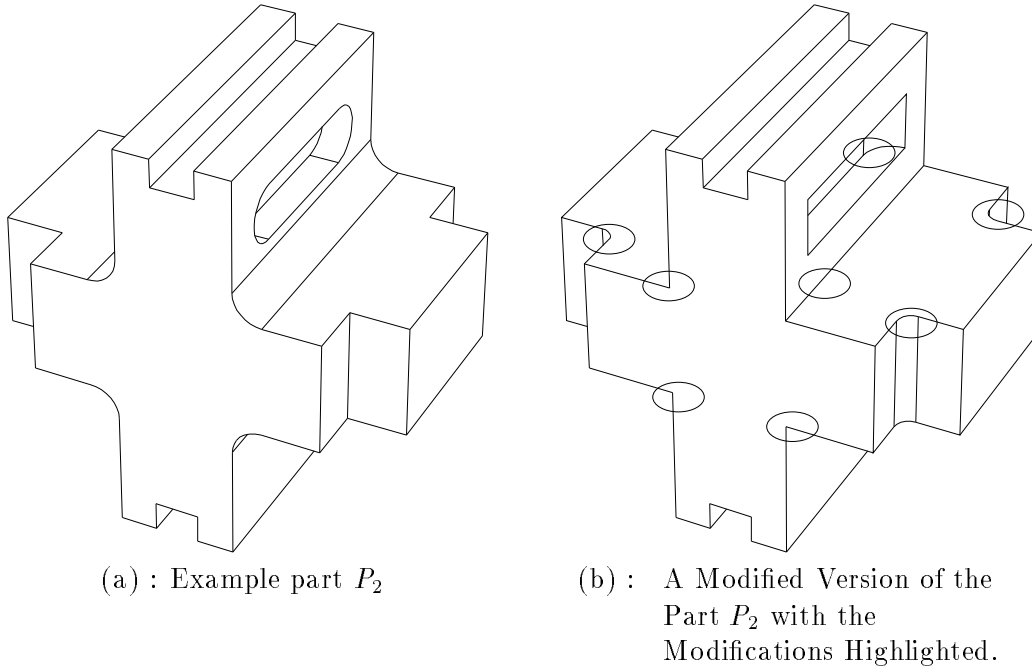 (a) : Example part P₂
(b) : A Modified Version of the
Part P₂ with the
Modifications Highlighted.